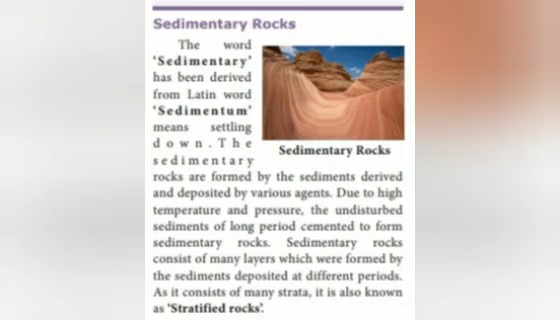 Sedimentary Rocks
The word
'Sedimentary'
has been derived
from Latin word
'Sedimentum'
means settling
down. The
sedimentary
Sedimentary Rocks
rocks are formed by the sediments derived
and deposited by various agents. Due to high
temperature and pressure, the undisturbed
sediments of long period cemented to form
sedimentary rocks. Sedimentary rocks
consist of many layers which were formed by
the sediments deposited at different periods.
As it consists of many strata, it is also known
as 'Stratified rocks'.